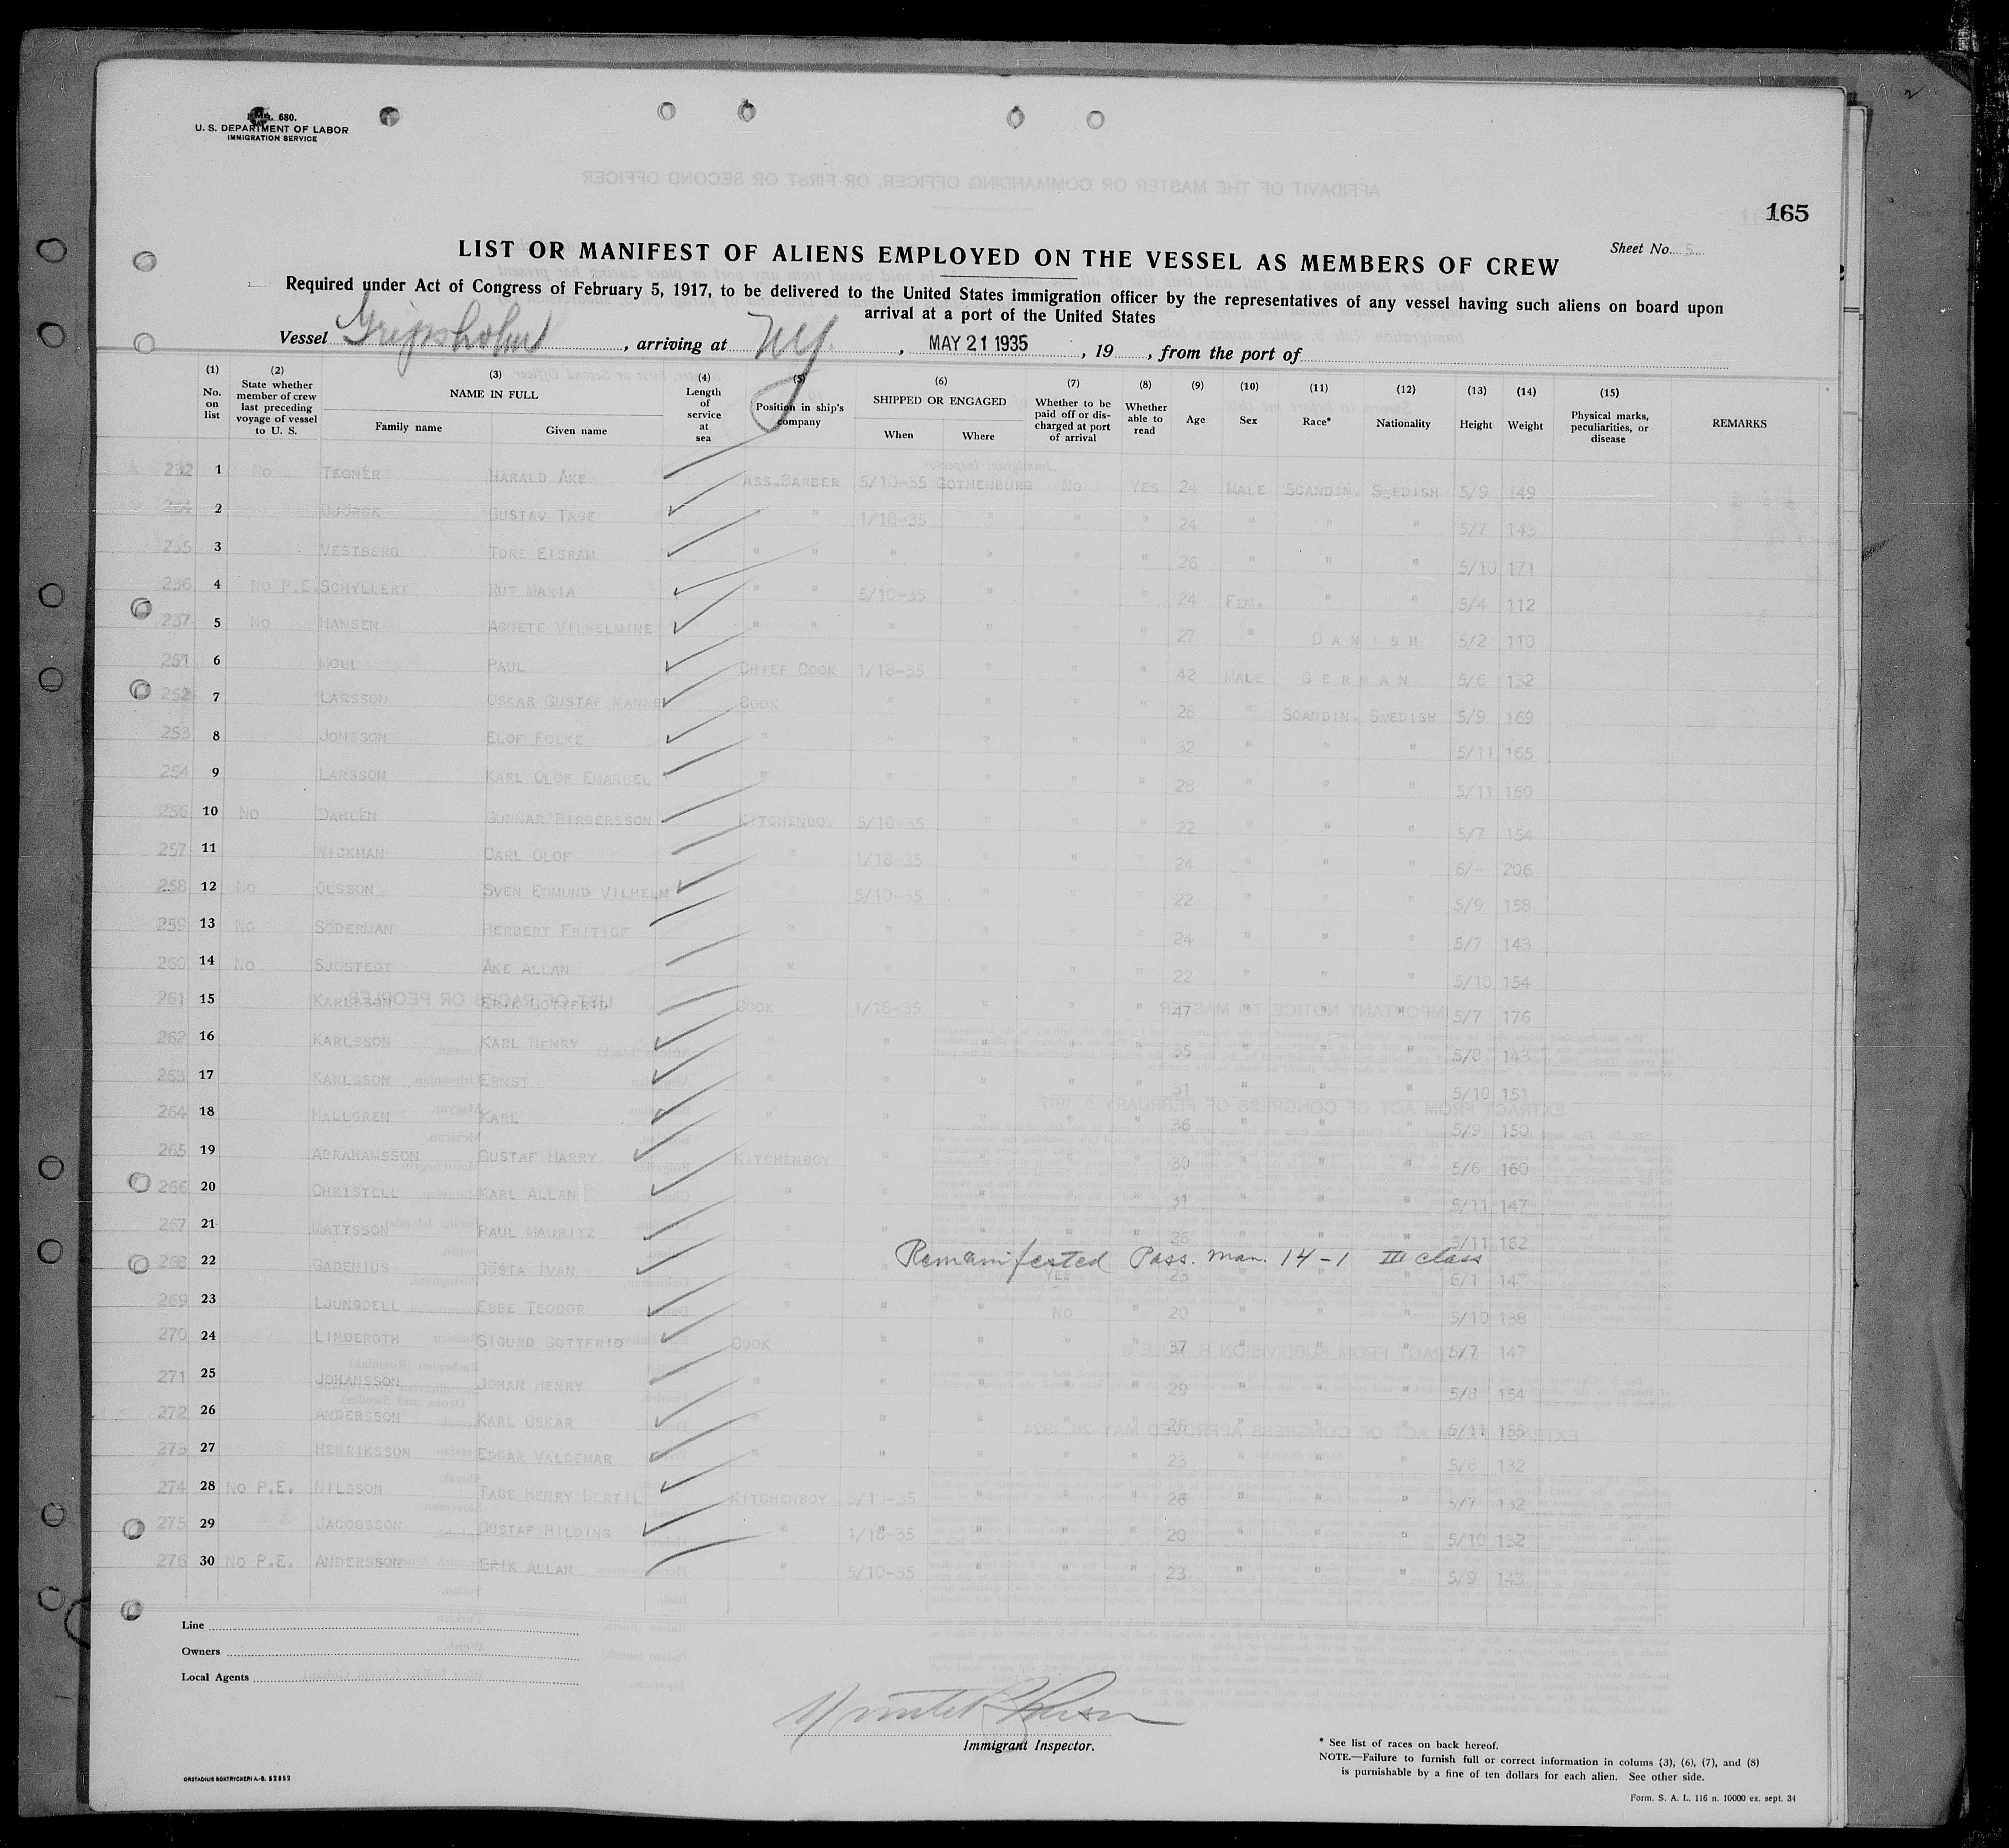 680.
U. S. DEPARTMENT OF LABOR
IMMIGRATION SERVICE
165
Sheet No. 5
LIST OR MANIFEST OF ALIENS EMPLOYED ON THE VESSEL AS MEMBERS OF CREW
Required under Act of Congress of February 5, 1917, to be delivered to the United States immigration officer by the representatives of any vessel having such aliens on board upon
arrival at a port of the United States
Vessel Gripsholm, arriving at NY, MAY 21 1935, 19, from the port of
(1) No. on list (2) State whether member of crew last preceding voyage of vessel to U. S. (3) NAME IN FULL Family name Given name (4) Length of service at sea (5) Position in ship's company (6) SHIPPED OR ENGAGED When Where (7) Whether to be paid off or discharged at port of arrival (8) Whether able to read (9) Age (10) Sex (11) Race* (12) Nationality (13) Height (14) Weight (15) Physical marks, peculiarities, or disease REMARKS
232 1 No TEGNER HARALD ÅKE ASS.BARBER 5/10-35 GOTHENBURG No YES 24 MALE SCANDIN. SWEDISH 5/9 149
2 BJÖRCK GUSTAV TAGE " " 1/18-35 " " " 24 " " " 5/7 143
235 3 VESTBERG TORE " " " " " " 26 " " " 5/10 171
236 4 No P.E. SCHYLLERT RUT MARIA " " 5/10-35 " " " 24 FEM. " " 5/4 112
237 5 No HANSEN AGNETE VILHELMINE " " " " " " 27 " DANISH 5/2 110
251 6 MOLL PAUL CHIEF COOK 1/18-35 " " " 42 MALE GERMAN 5/6 132
252 7 LARSSON OSKAR GUSTAF COOK " " " " 28 " SCANDIN. SWEDISH 5/9 169
253 8 JONSSON ELOF FOLKE " " " " " 32 " " " 5/11 165
254 9 LARSSON KARL OLOF EMANUEL " " " " " 28 " " " 5/11 160
256 10 No DAHLÉN GUNNAR BIRGERSSON KITCHENBOY 5/10-35 " " " 22 " " " 5/7 154
257 11 WICKMAN CARL OLOF " 1/18-35 " " " 24 " " " 6/- 206
258 12 No OLSSON SVEN EDMUND VILHELM " 5/10-35 " " " 22 " " " 5/9 158
259 13 No SÖDERMAN HERBERT FRITIOF " " " " " 24 " " " 5/7 143
260 14 No SJÖSTEDT ÅKE ALLAN " " " " " 22 " " " 5/10 154
261 15 KARLSSON ERIK GOTTFRID COOK 1/18-35 " " " 47 " " " 5/7 176
262 16 KARLSSON KARL HENRY " " " " " 35 " " " 5/8 143
263 17 KARLSSON ERNST " " " " " 31 " " " 5/10 151
264 18 HALLGREN KARL " " " " " 36 " " " 5/9 150
265 19 ABRAHAMSSON GUSTAF HARRY KITCHENBOY " " " " 30 " " " 5/6 160
266 20 CHRISTELL KARL ALLAN " " " " " 31 " " " 5/11 147
267 21 MATTSSON PAUL MAURITZ " " " " " 26 " " " 5/11 162
268 22 GADENIUS GÖSTA IVAN Remanifested Pass. man. 14-1 III class YES 23 6/1
269 23 LJUNGDELL EBBE TEODOR " " " No " 20 " " " 5/10 138
270 24 LINDEROTH SIGURD GOTTFRID COOK " " " " 37 " " " 5/7 147
271 25 JOHANSSON JOHAN HENRY " " " " " 29 " " " 5/8 154
272 26 ANDERSSON KARL OSKAR " " " " " 26 " " " 5/11 155
273 27 HENRIKSSON EDGAR VALDEMAR " " " " " 23 " " " 5/8 132
274 28 No P.E. NILSSON TAGE HENRY BERTIL KITCHENBOY 5/10-35 " " " 26 " " " 5/7 132
275 29 JACOBSSON GUSTAF HILDING " 1/18-35 " " " 20 " " " 5/10 152
276 30 No P.E. ANDERSSON ERIK ALLAN " 5/10-35 " " " 23 " " " 5/9 143
Line
Owners
Local Agents
Immigrant Inspector.
* See list of races on back hereof.
NOTE.—Failure to furnish full or correct information in colums (3), (6), (7), and (8)
is punishable by a fine of ten dollars for each alien. See other side.
ORSTADIUS BOKTRYCKERI A.-B. 52852
Form. S. A. L. 116 n. 10000 ex. sept. 34